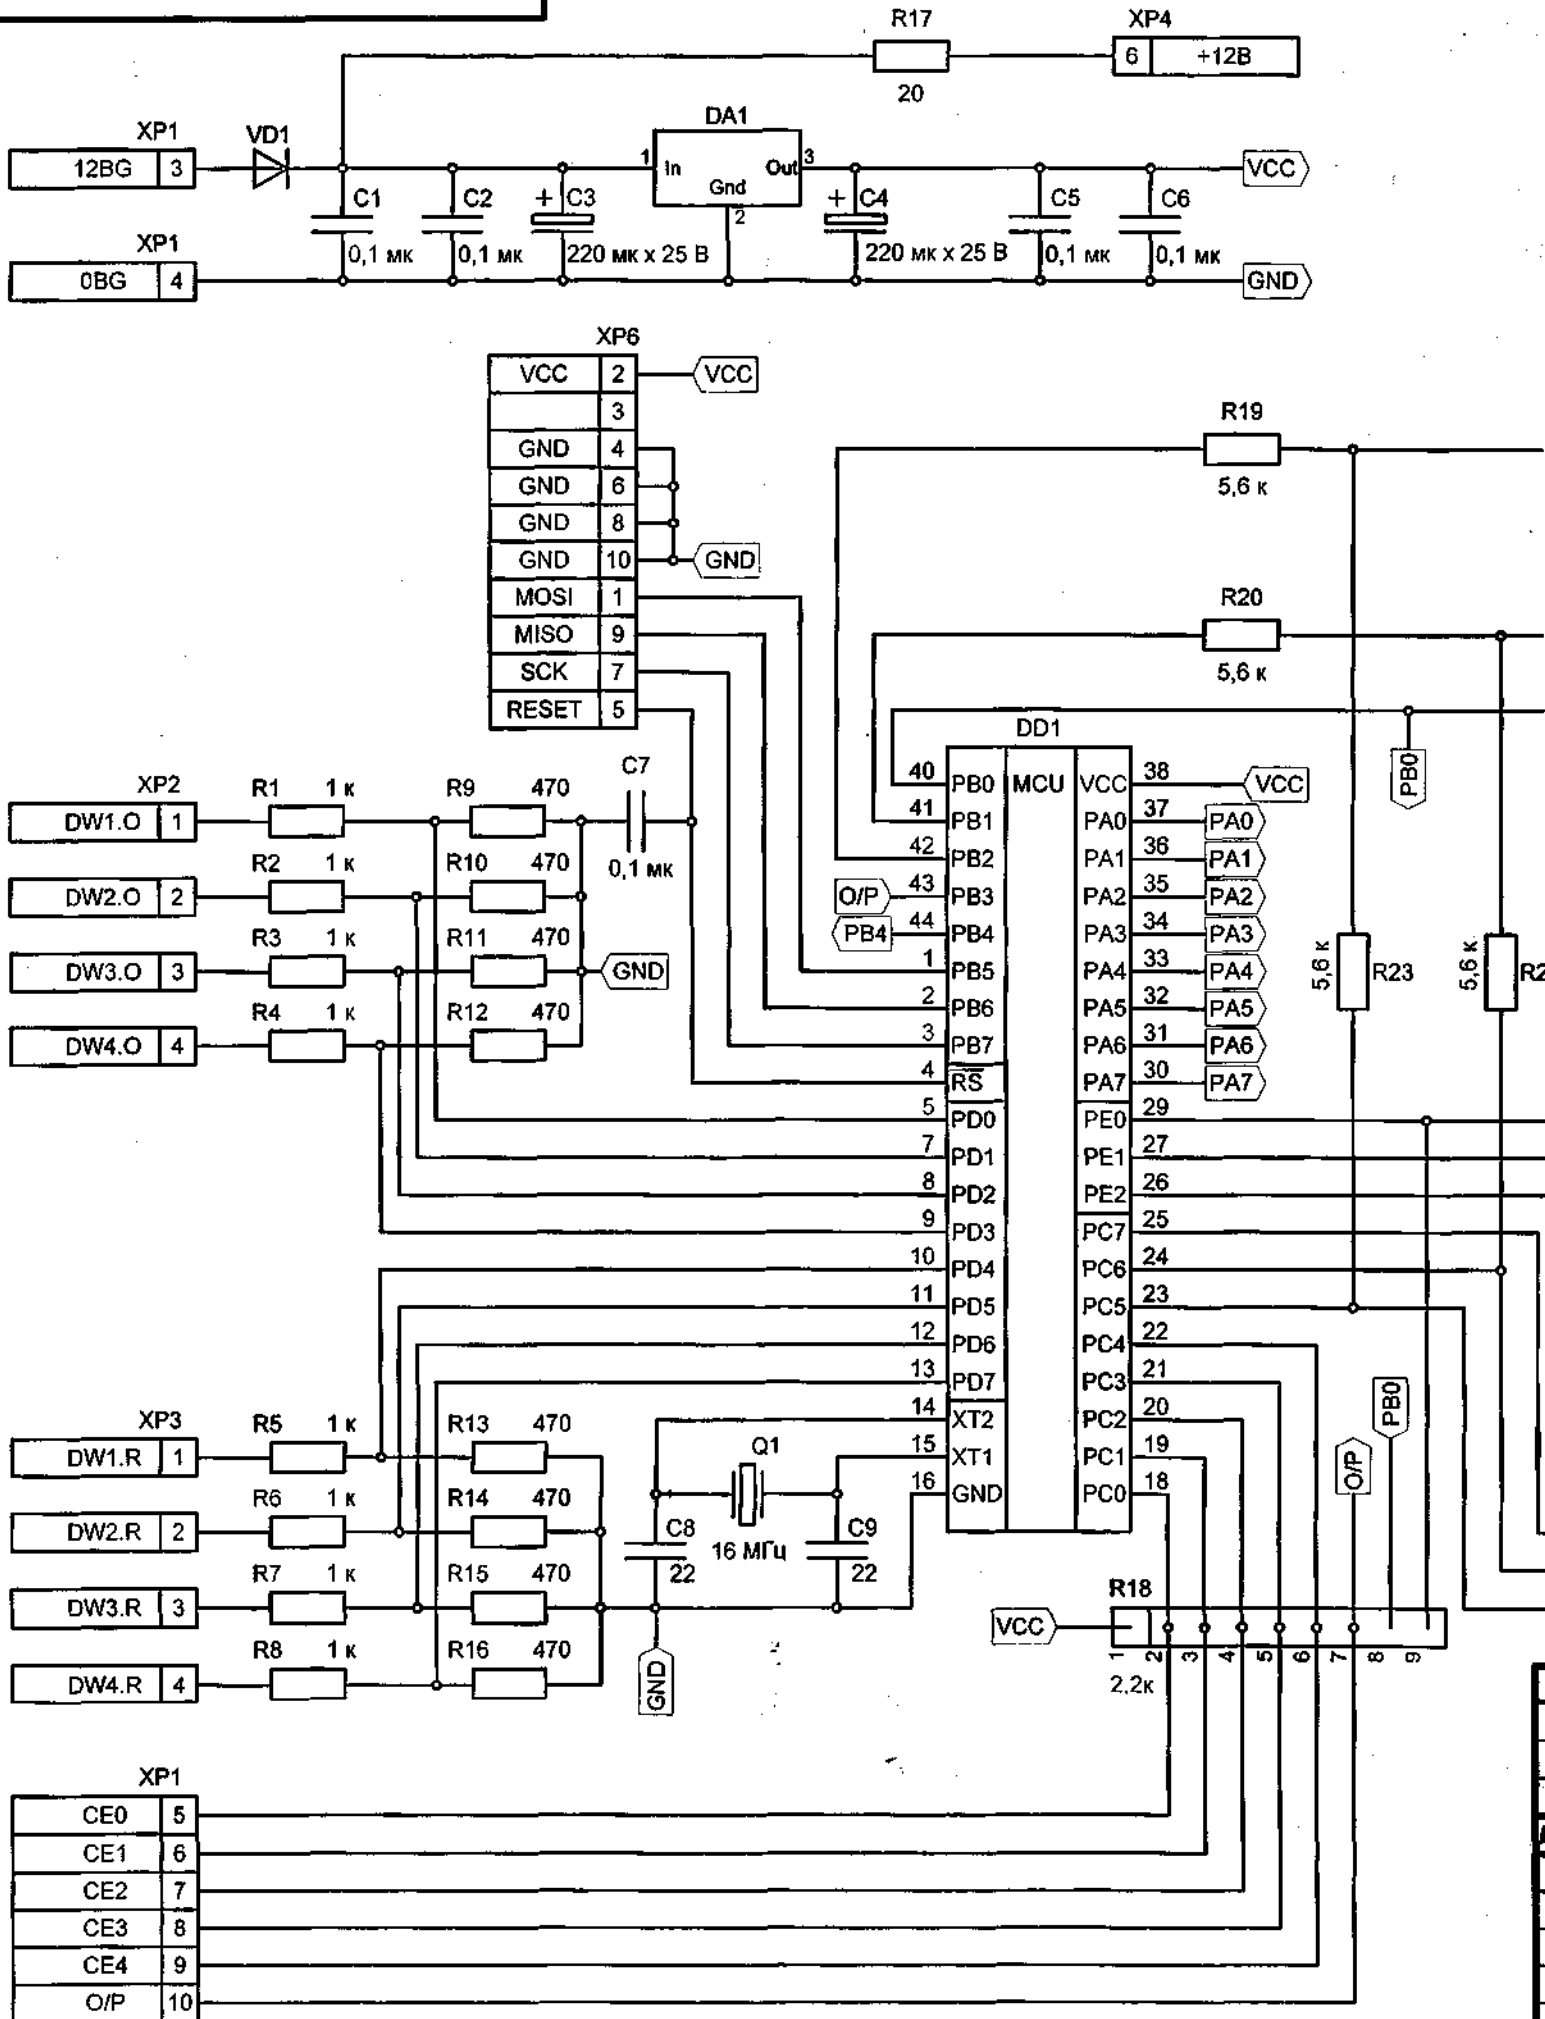 R17
XP4
6 +12В
20
DA1
XP1
VD1
12BG 3
1 In Out 3
Gnd
2
VCC
C1
C2
+ C3
+ C4
C5
C6
0,1 мк
0,1 мк
220 мк x 25 В
220 мк x 25 В
0,1 мк
0,1 мк
XP1
0BG 4
GND
XP6
VCC 2
VCC
3
GND 4
GND 6
GND 8
GND 10
GND
MOSI 1
MISO 9
SCK 7
RESET 5
R19
5,6 к
R20
5,6 к
PB0
DD1
MCU
40 PB0
41 PB1
42 PB2
O/P 43 PB3
PB4 44 PB4
1 PB5
2 PB6
3 PB7
4 RS
5 PD0
7 PD1
8 PD2
9 PD3
10 PD4
11 PD5
12 PD6
13 PD7
14 XT2
15 XT1
16 GND
VCC 38 VCC
PA0 37 PA0
PA1 36 PA1
PA2 35 PA2
PA3 34 PA3
PA4 33 PA4
PA5 32 PA5
PA6 31 PA6
PA7 30 PA7
PE0 29
PE1 27
PE2 26
PC7 25
PC6 24
PC5 23
PC4 22
PC3 21
PC2 20
PC1 19
PC0 18
5,6 к
R23
5,6 к
R2
XP2
R1 1 к
R9 470
C7
0,1 мк
DW1.O 1
R2 1 к
R10 470
DW2.O 2
R3 1 к
R11 470
DW3.O 3
GND
R4 1 к
R12 470
DW4.O 4
XP3
R5 1 к
R13 470
DW1.R 1
R6 1 к
R14 470
DW2.R 2
R7 1 к
R15 470
DW3.R 3
R8 1 к
R16 470
DW4.R 4
Q1
16 МГц
C8
22
C9
22
GND
O/P
PB0
R18
VCC
1 2 3 4 5 6 7 8 9
2,2к
XP1
CE0 5
CE1 6
CE2 7
CE3 8
CE4 9
O/P 10